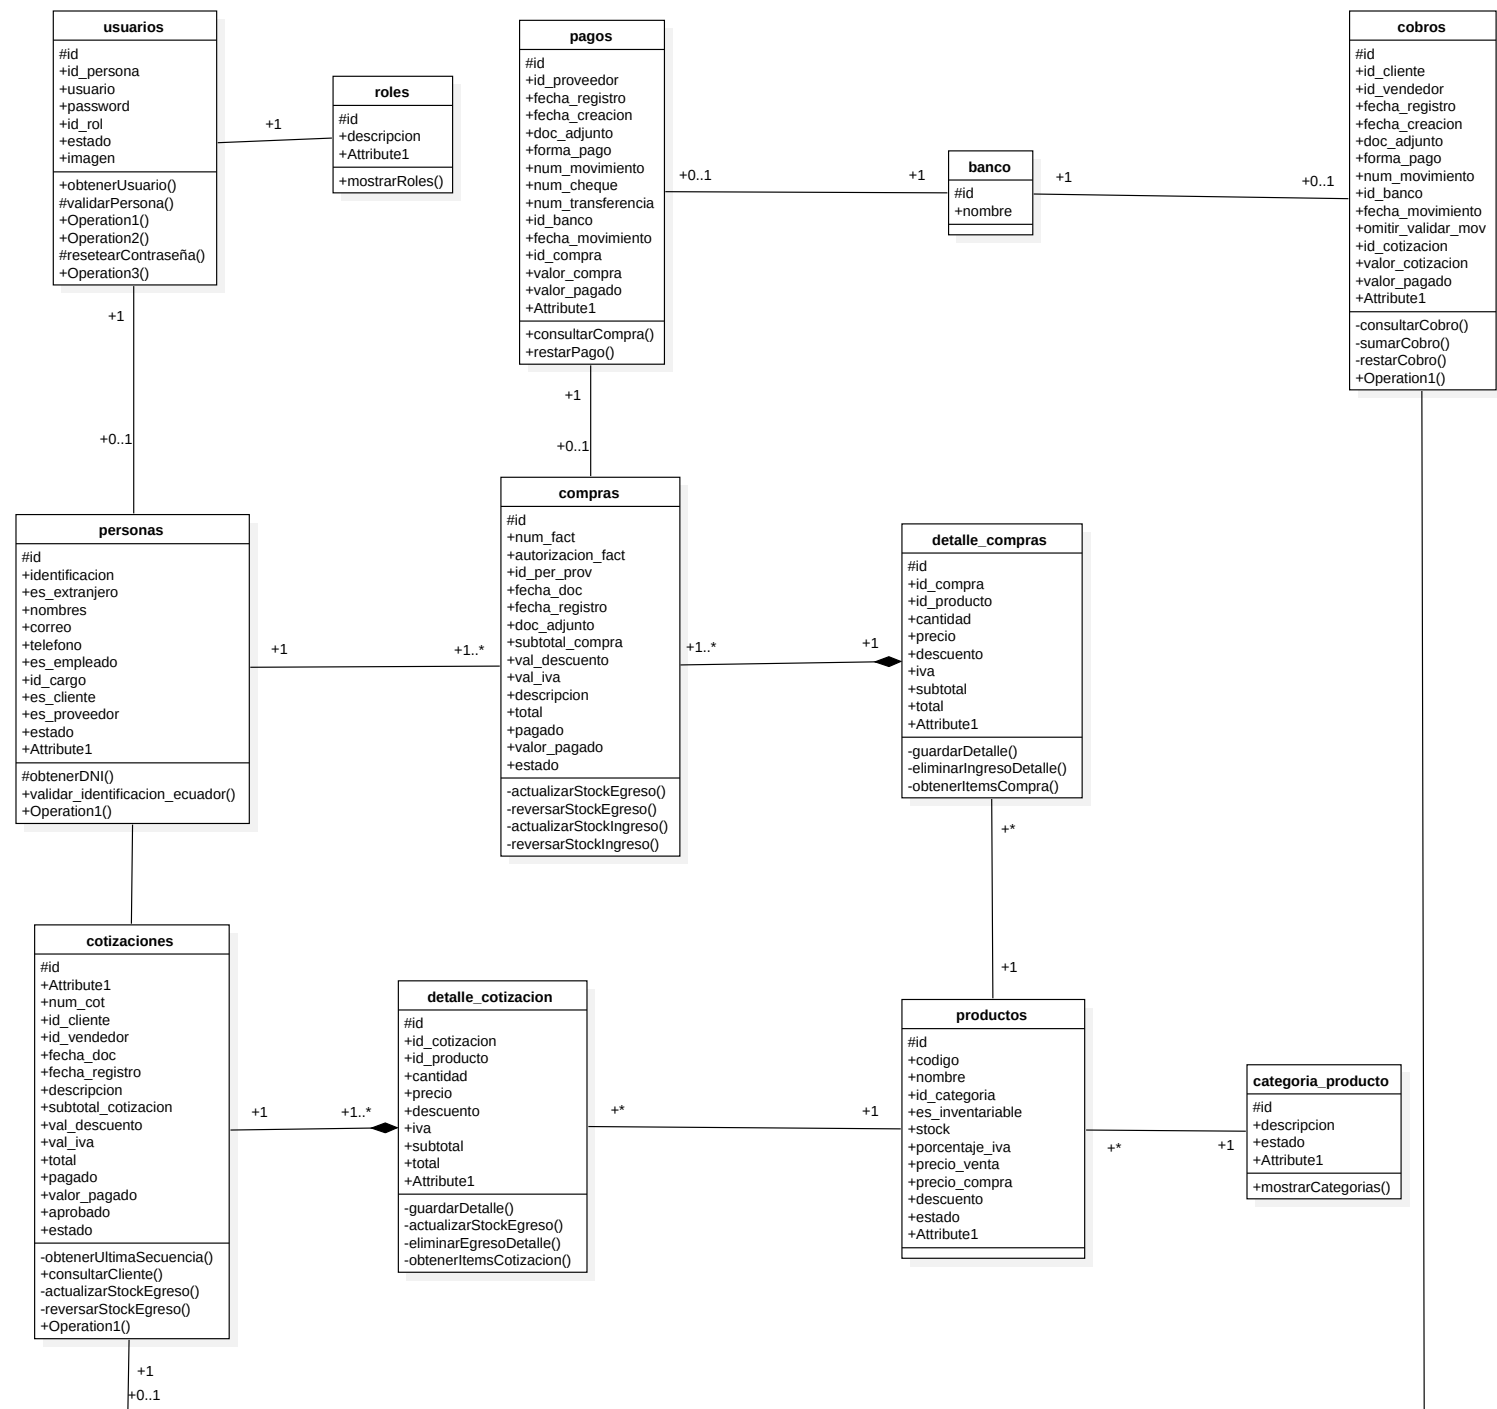 usuarios
#id
+id_persona
+usuario
+password
+id_rol
+estado
+imagen
+obtenerUsuario()
#validarPersona()
+Operation1()
+Operation2()
#resetearContraseña()
+Operation3()
+1
roles
#id
+descripcion
+Attribute1
+mostrarRoles()
pagos
#id
+id_proveedor
+fecha_registro
+fecha_creacion
+doc_adjunto
+forma_pago
+num_movimiento
+num_cheque
+num_transferencia
+id_banco
+fecha_movimiento
+id_compra
+valor_compra
+valor_pagado
+Attribute1
+consultarCompra()
+restarPago()
+0..1
+1
banco
#id
+nombre
+1
+0..1
cobros
#id
+id_cliente
+id_vendedor
+fecha_registro
+fecha_creacion
+doc_adjunto
+forma_pago
+num_movimiento
+id_banco
+fecha_movimiento
+omitir_validar_mov
+id_cotizacion
+valor_cotizacion
+valor_pagado
+Attribute1
-consultarCobro()
-sumarCobro()
-restarCobro()
+Operation1()
+1
+0..1
+1
+0..1
personas
#id
+identificacion
+es_extranjero
+nombres
+correo
+telefono
+es_empleado
+id_cargo
+es_cliente
+es_proveedor
+estado
+Attribute1
#obtenerDNI()
+validar_identificacion_ecuador()
+Operation1()
+1
+1..*
compras
#id
+num_fact
+autorizacion_fact
+id_per_prov
+fecha_doc
+fecha_registro
+doc_adjunto
+subtotal_compra
+val_descuento
+val_iva
+descripcion
+total
+pagado
+valor_pagado
+estado
-actualizarStockEgreso()
-reversarStockEgreso()
-actualizarStockIngreso()
-reversarStockIngreso()
+1..*
+1
detalle_compras
#id
+id_compra
+id_producto
+cantidad
+precio
+descuento
+iva
+subtotal
+total
+Attribute1
-guardarDetalle()
-eliminarIngresoDetalle()
-obtenerItemsCompra()
+*
+1
cotizaciones
#id
+Attribute1
+num_cot
+id_cliente
+id_vendedor
+fecha_doc
+fecha_registro
+descripcion
+subtotal_cotizacion
+val_descuento
+val_iva
+total
+pagado
+valor_pagado
+aprobado
+estado
-obtenerUltimaSecuencia()
+consultarCliente()
-actualizarStockEgreso()
-reversarStockEgreso()
+Operation1()
+1
+0..1
+1
+1..*
detalle_cotizacion
#id
+id_cotizacion
+id_producto
+cantidad
+precio
+descuento
+iva
+subtotal
+total
+Attribute1
-guardarDetalle()
-actualizarStockEgreso()
-eliminarEgresoDetalle()
-obtenerItemsCotizacion()
+*
+1
productos
#id
+codigo
+nombre
+id_categoria
+es_inventariable
+stock
+porcentaje_iva
+precio_venta
+precio_compra
+descuento
+estado
+Attribute1
+*
+1
categoria_producto
#id
+descripcion
+estado
+Attribute1
+mostrarCategorias()